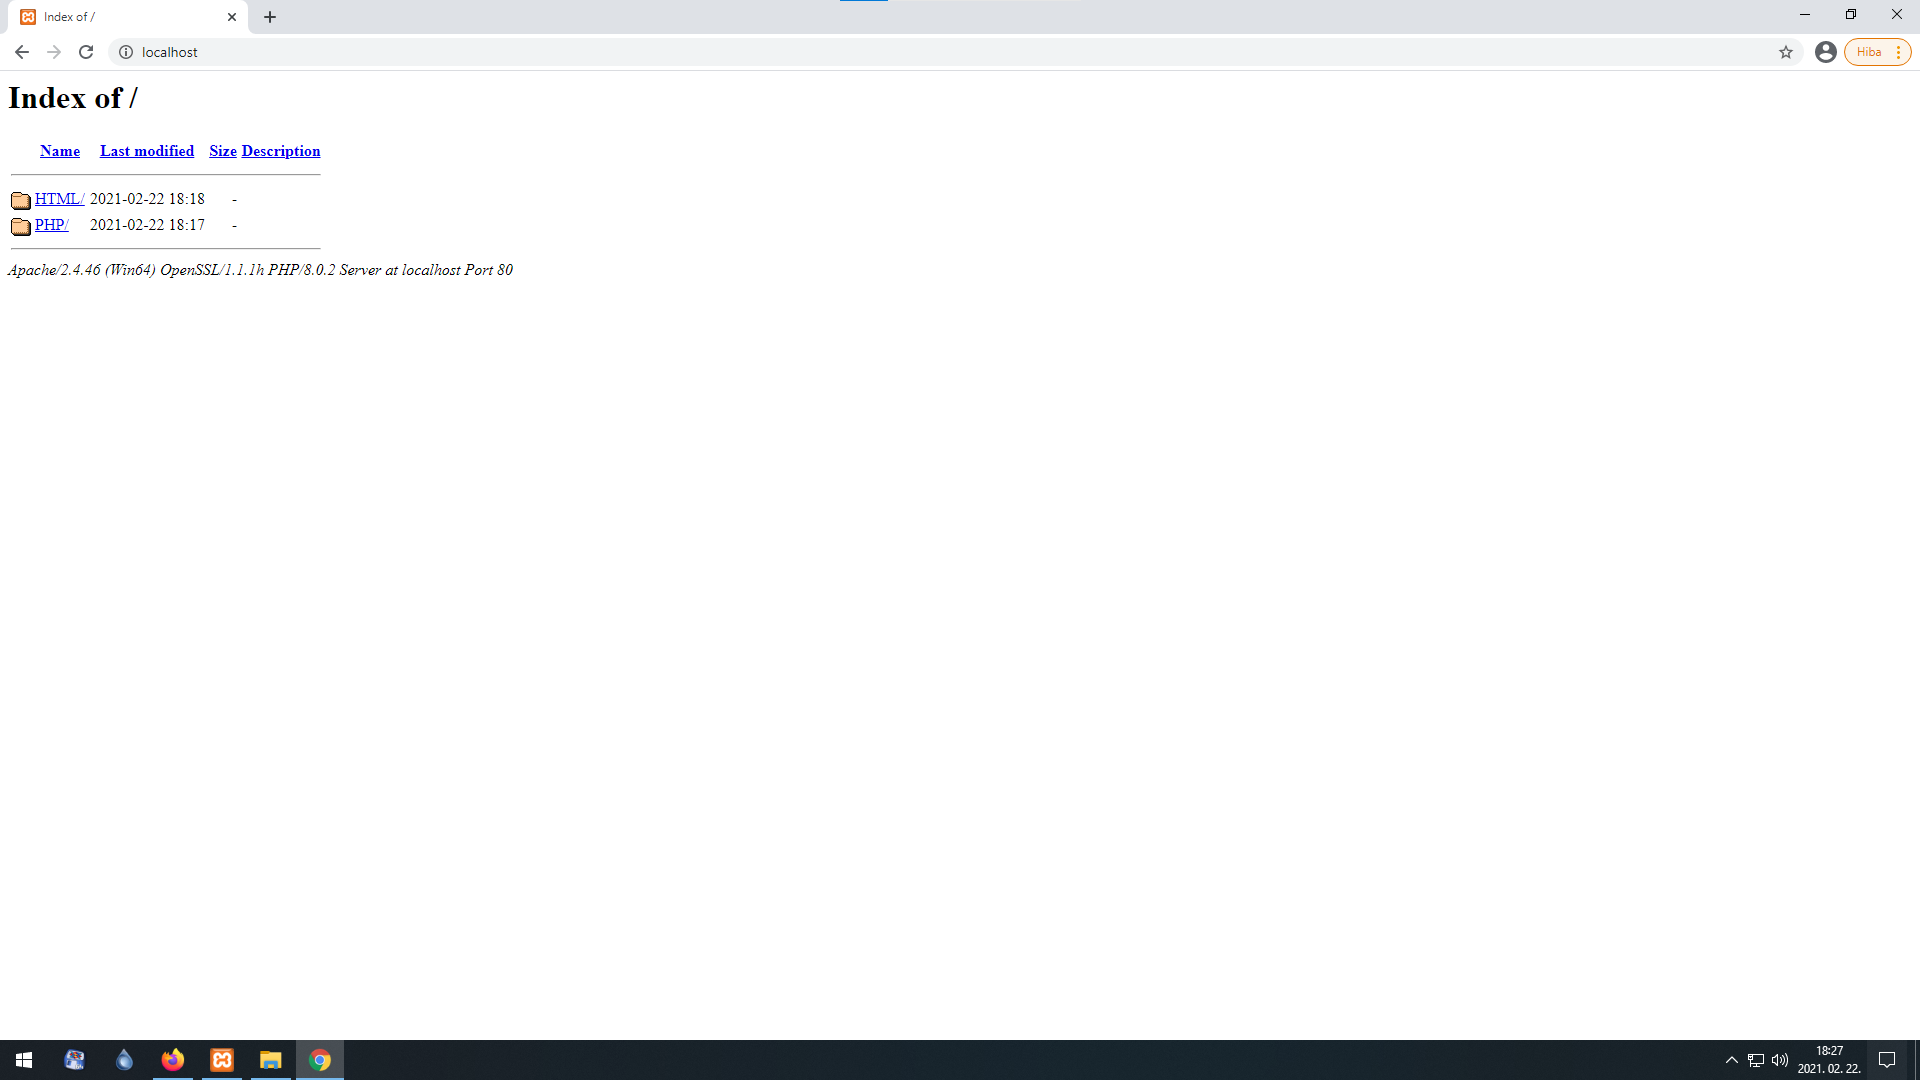 Index of /
localhost
Hiba
Index of /
Name Last modified Size Description
HTML/ 2021-02-22 18:18 -
PHP/ 2021-02-22 18:17 -
Apache/2.4.46 (Win64) OpenSSL/1.1.1h PHP/8.0.2 Server at localhost Port 80
18:27
2021. 02. 22.